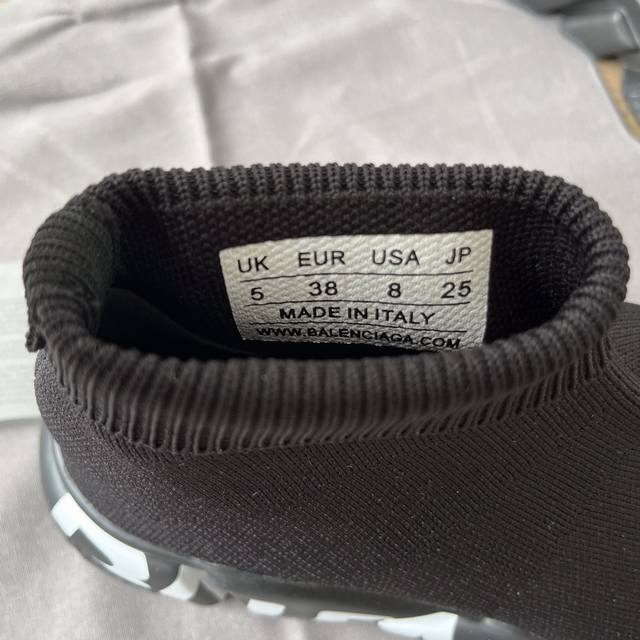 UK EUR USA JP
5 38 8 25
MADE IN ITALY
WWW.BALENCIAGA.COM